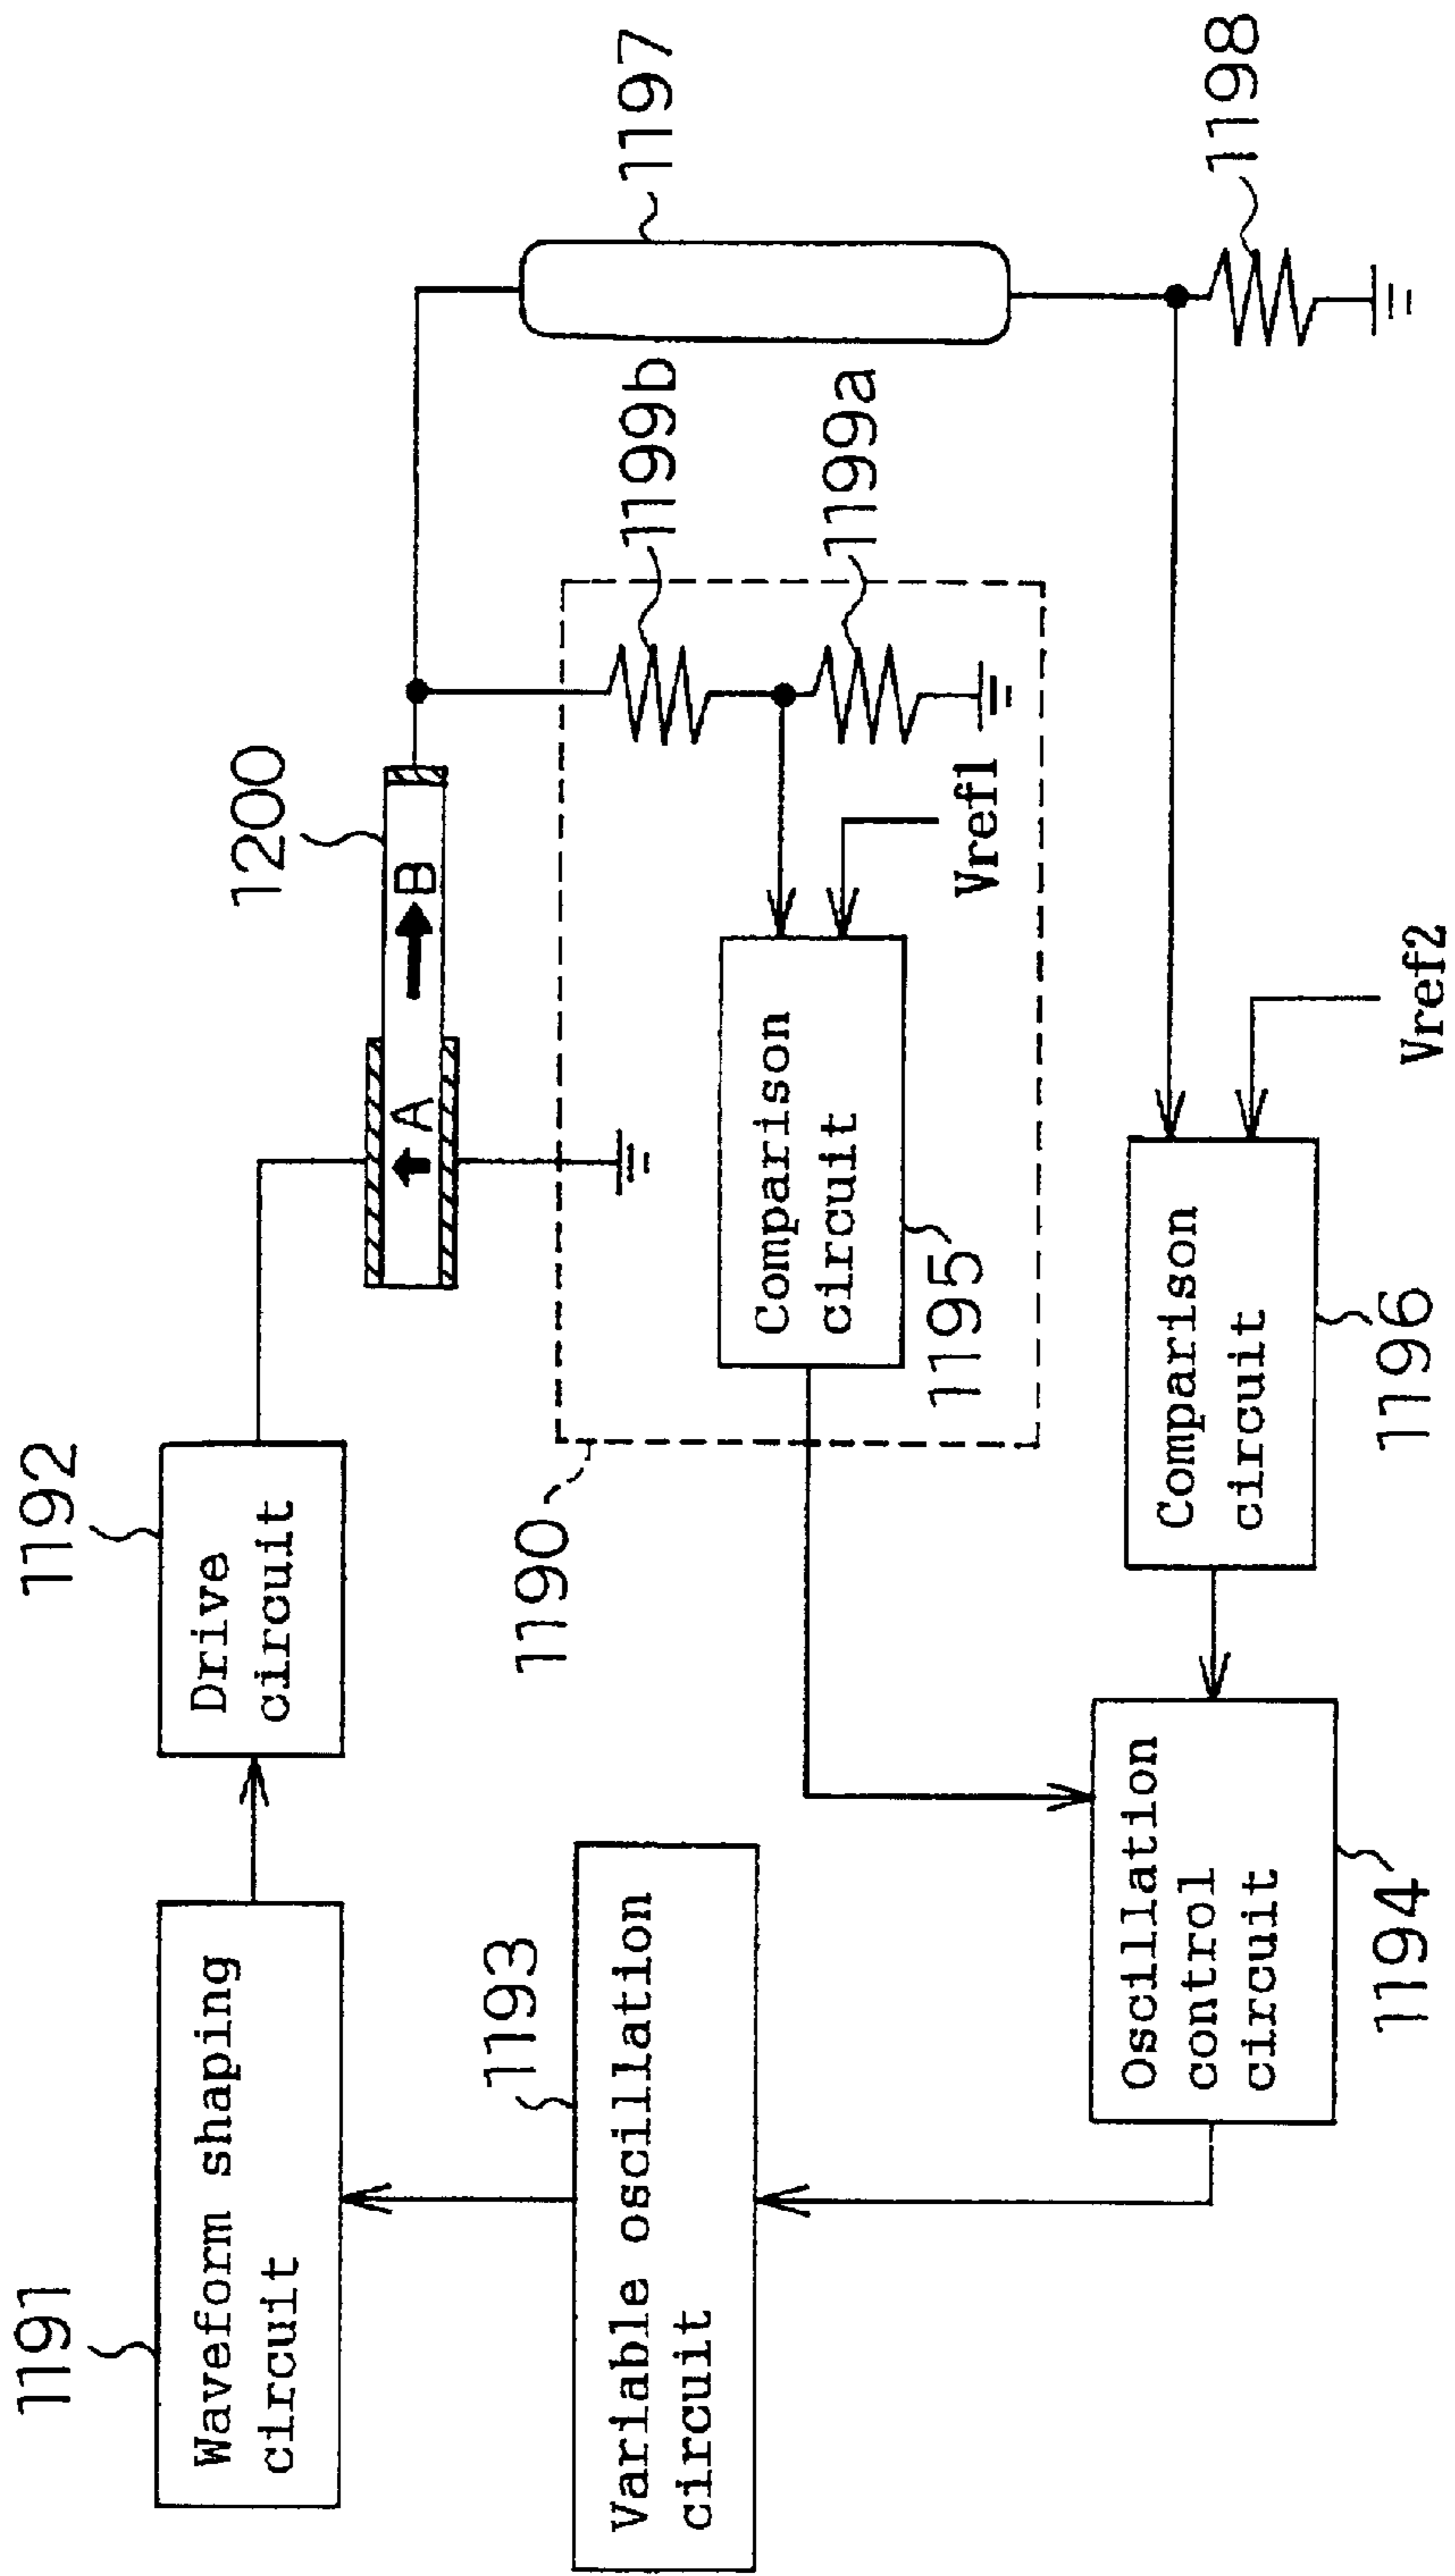 1191
Waveform shaping
circuit
1192
Drive
circuit
1200
A
B
1193
Variable oscillation
circuit
1190
1199b
1199a
1197
Comparison
circuit
Vref1
1195
Oscillation
control
circuit
1194
Comparison
circuit
1196
Vref2
1198